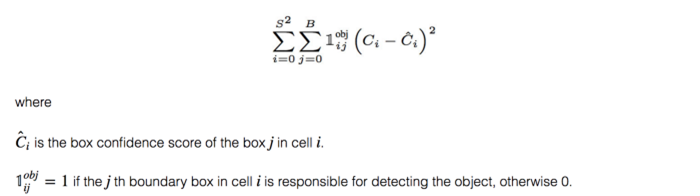 $$\sum_{i=0}^{S^2} \sum_{j=0}^{B} \mathbb{1}_{ij}^{\text{obj}} \left( C_i - \hat{C}_i \right)^2$$
where
$\hat{C}_i$ is the box confidence score of the box $j$ in cell $i$.
$\mathbb{1}_{ij}^{obj} = 1$ if the $j$ th boundary box in cell $i$ is responsible for detecting the object, otherwise 0.